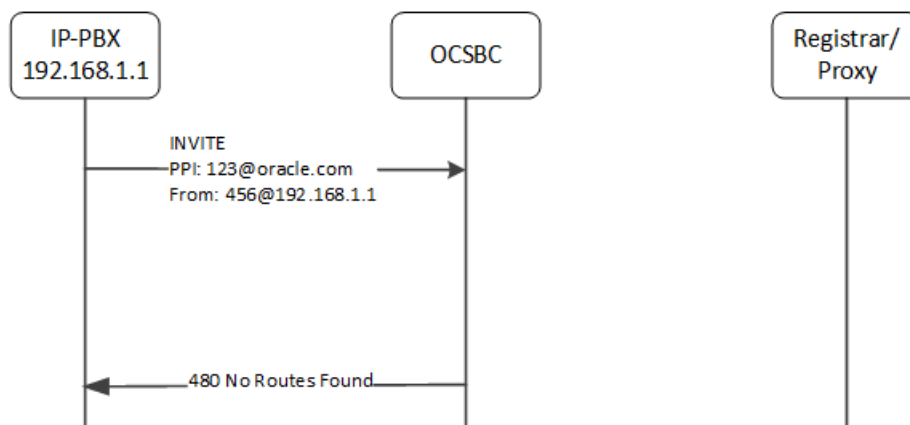 IP-PBX
192.168.1.1
OCSBC
Registrar/
Proxy
INVITE
PPI: 123@oracle.com
From: 456@192.168.1.1
480 No Routes Found